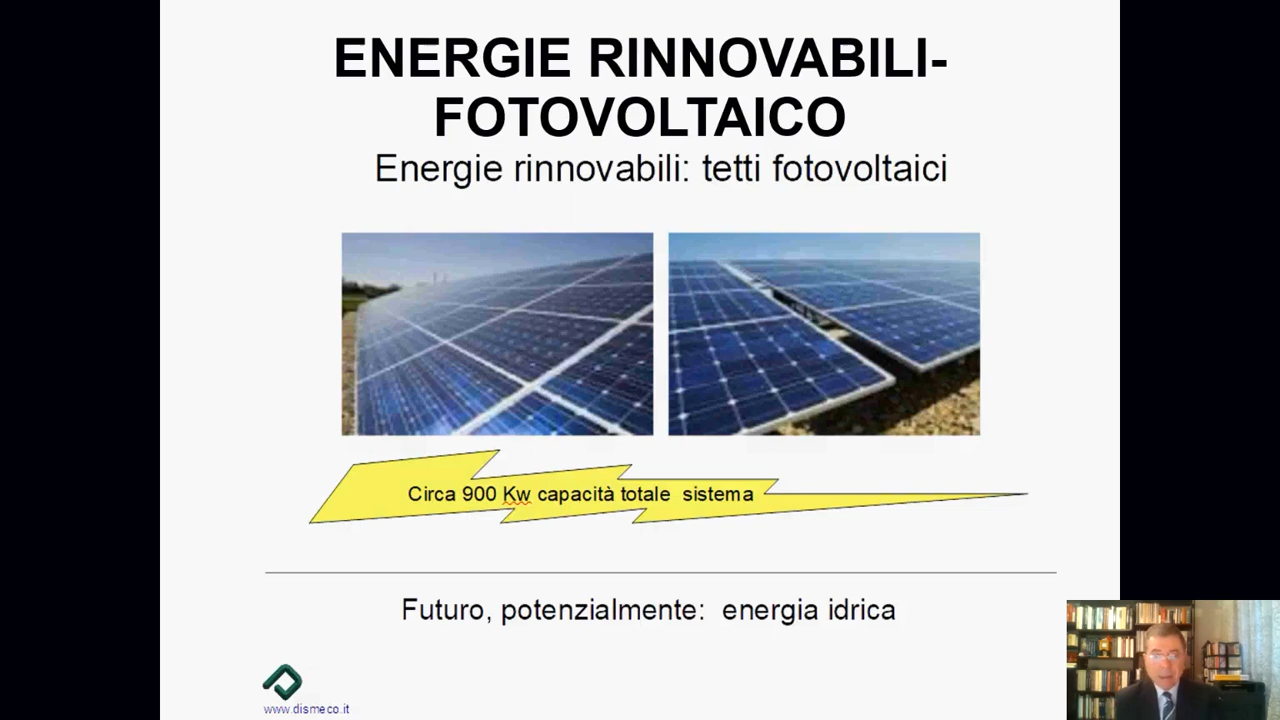 ENERGIE RINNOVABILI-
FOTOVOLTAICO
Energie rinnovabili: tetti fotovoltaici
Circa 900 Kw capacità totale sistema
Futuro, potenzialmente: energia idrica
www.dismeco.it